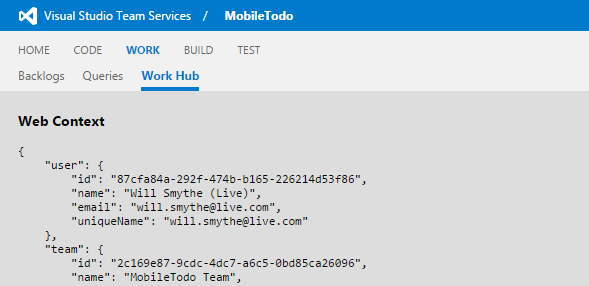 Visual Studio Team Services / MobileTodo
HOME CODE WORK BUILD TEST
Backlogs Queries Work Hub
Web Context
{
    "user": {
        "id": "87cfa84a-292f-474b-b165-226214d53f86",
        "name": "Will Smythe (Live)",
        "email": "will.smythe@live.com",
        "uniqueName": "will.smythe@live.com"
    },
    "team": {
        "id": "2c169e87-9cdc-4dc7-a6c5-0bd85ca26096",
        "name": "MobileTodo Team",